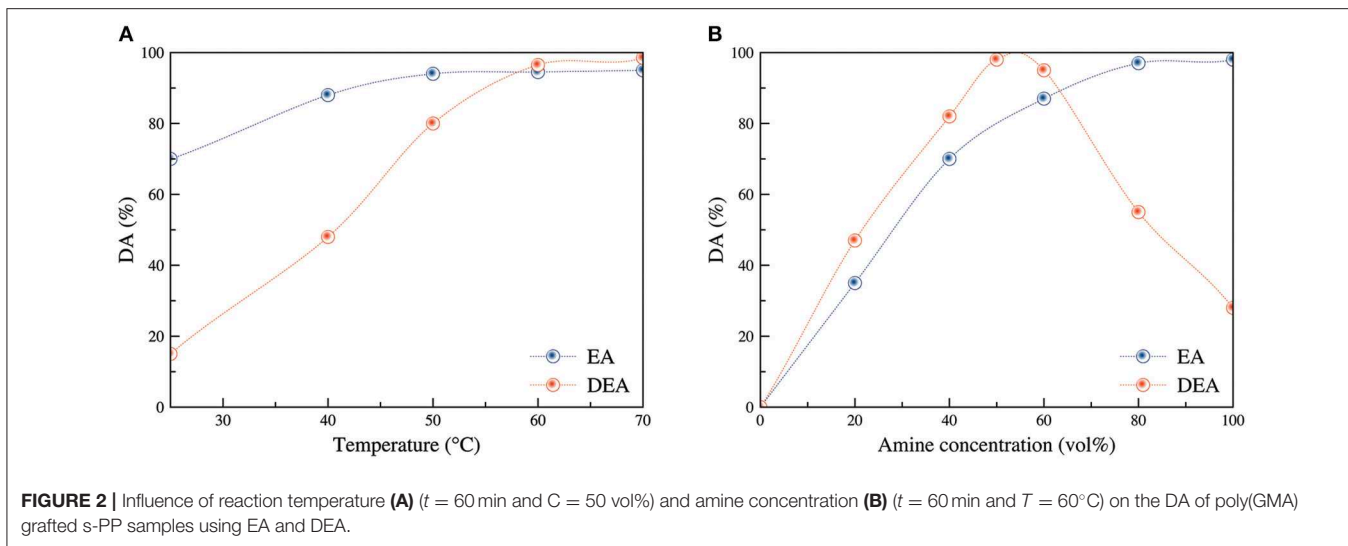 A
100
80
60
40
20
0
DA (%)
30
40
50
60
70
Temperature (°C)
EA
DEA
B
100
80
60
40
20
0
DA (%)
0
20
40
60
80
100
Amine concentration (vol%)
EA
DEA
FIGURE 2 | Influence of reaction temperature (A) (t = 60 min and C = 50 vol%) and amine concentration (B) (t = 60 min and T = 60°C) on the DA of poly(GMA)
grafted s-PP samples using EA and DEA.